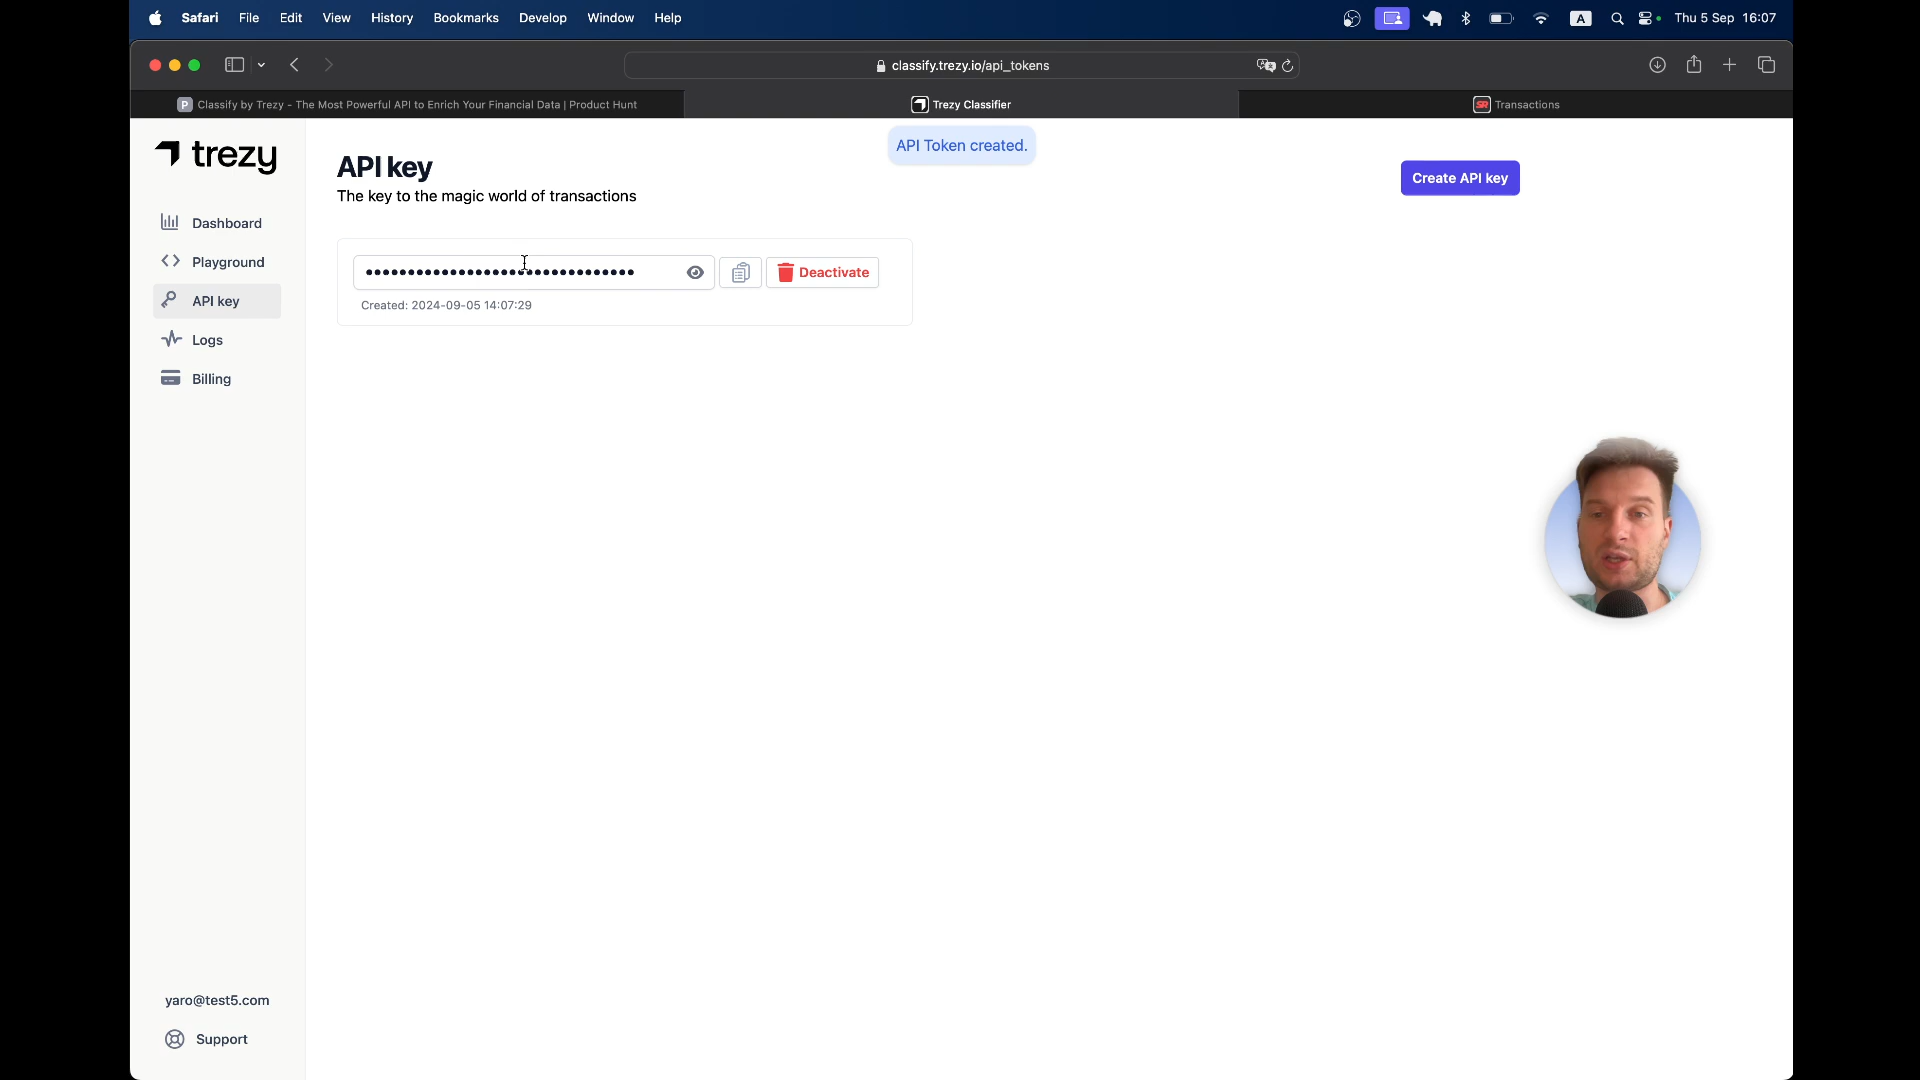 Safari File Edit View History Bookmarks Develop Window Help
A Thu 5 Sep 16:07
classify.trezy.io/api_tokens
P Classify by Trezy - The Most Powerful API to Enrich Your Financial Data | Product Hunt
Trezy Classifier
SR Transactions
trezy
API Token created.
API key
Create API key
The key to the magic world of transactions
Dashboard
Playground
API key
Logs
Billing
••••••••••••••••••••••••••••••••
Deactivate
Created: 2024-09-05 14:07:29
yaro@test5.com
Support